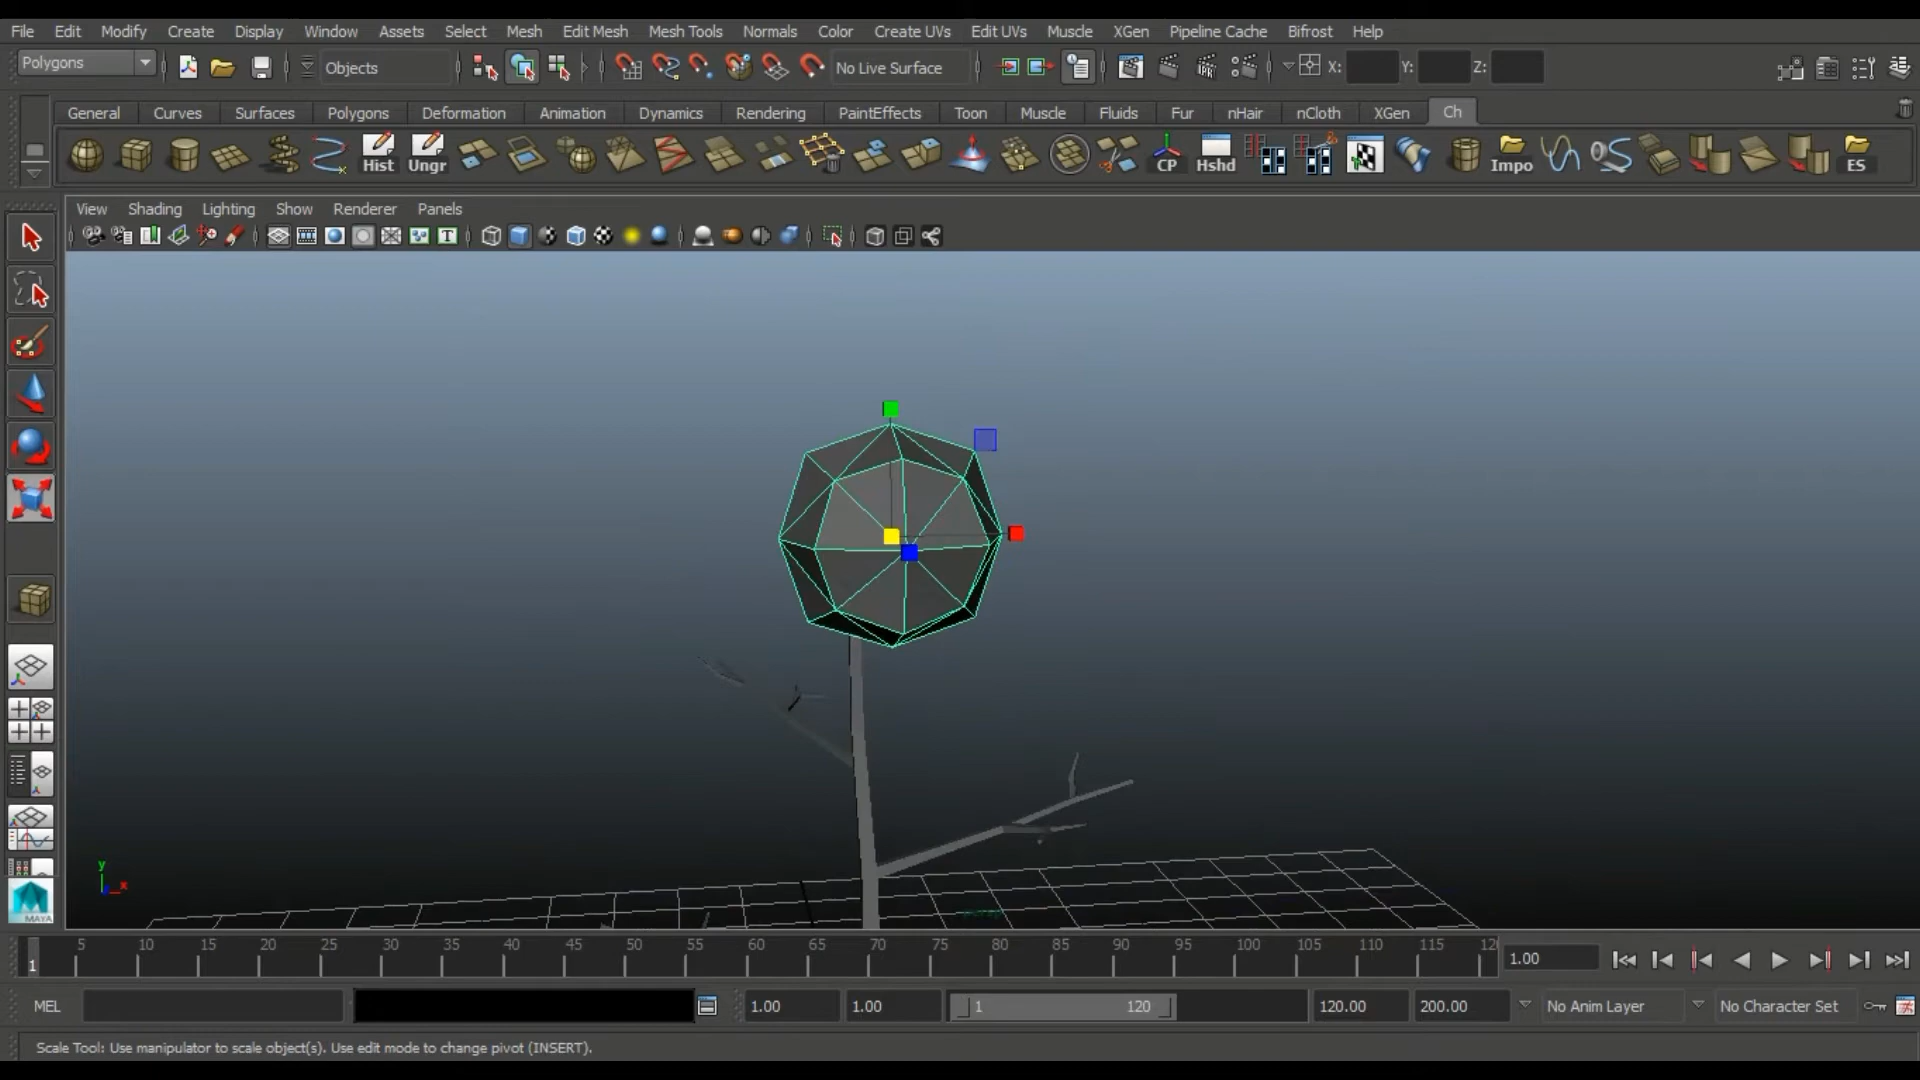 File Edit Modify Create Display Window Assets Select Mesh Edit Mesh Mesh Tools Normals Color Create UVs Edit UVs Muscle XGen Pipeline Cache Bifrost Help
Polygons Objects No Live Surface X: Y: Z:
General Curves Surfaces Polygons Deformation Animation Dynamics Rendering PaintEffects Toon Muscle Fluids Fur nHair nCloth XGen Ch
Hist Ungr CP Hshd Impo ES
View Shading Lighting Show Renderer Panels
T
y
x
persp
MAYA
5 10 15 20 25 30 35 40 45 50 55 60 65 70 75 80 85 90 95 100 105 110 115 12
1 1.00
MEL 1.00 1.00 1 120 120.00 200.00 No Anim Layer No Character Set
Scale Tool: Use manipulator to scale object(s). Use edit mode to change pivot (INSERT).